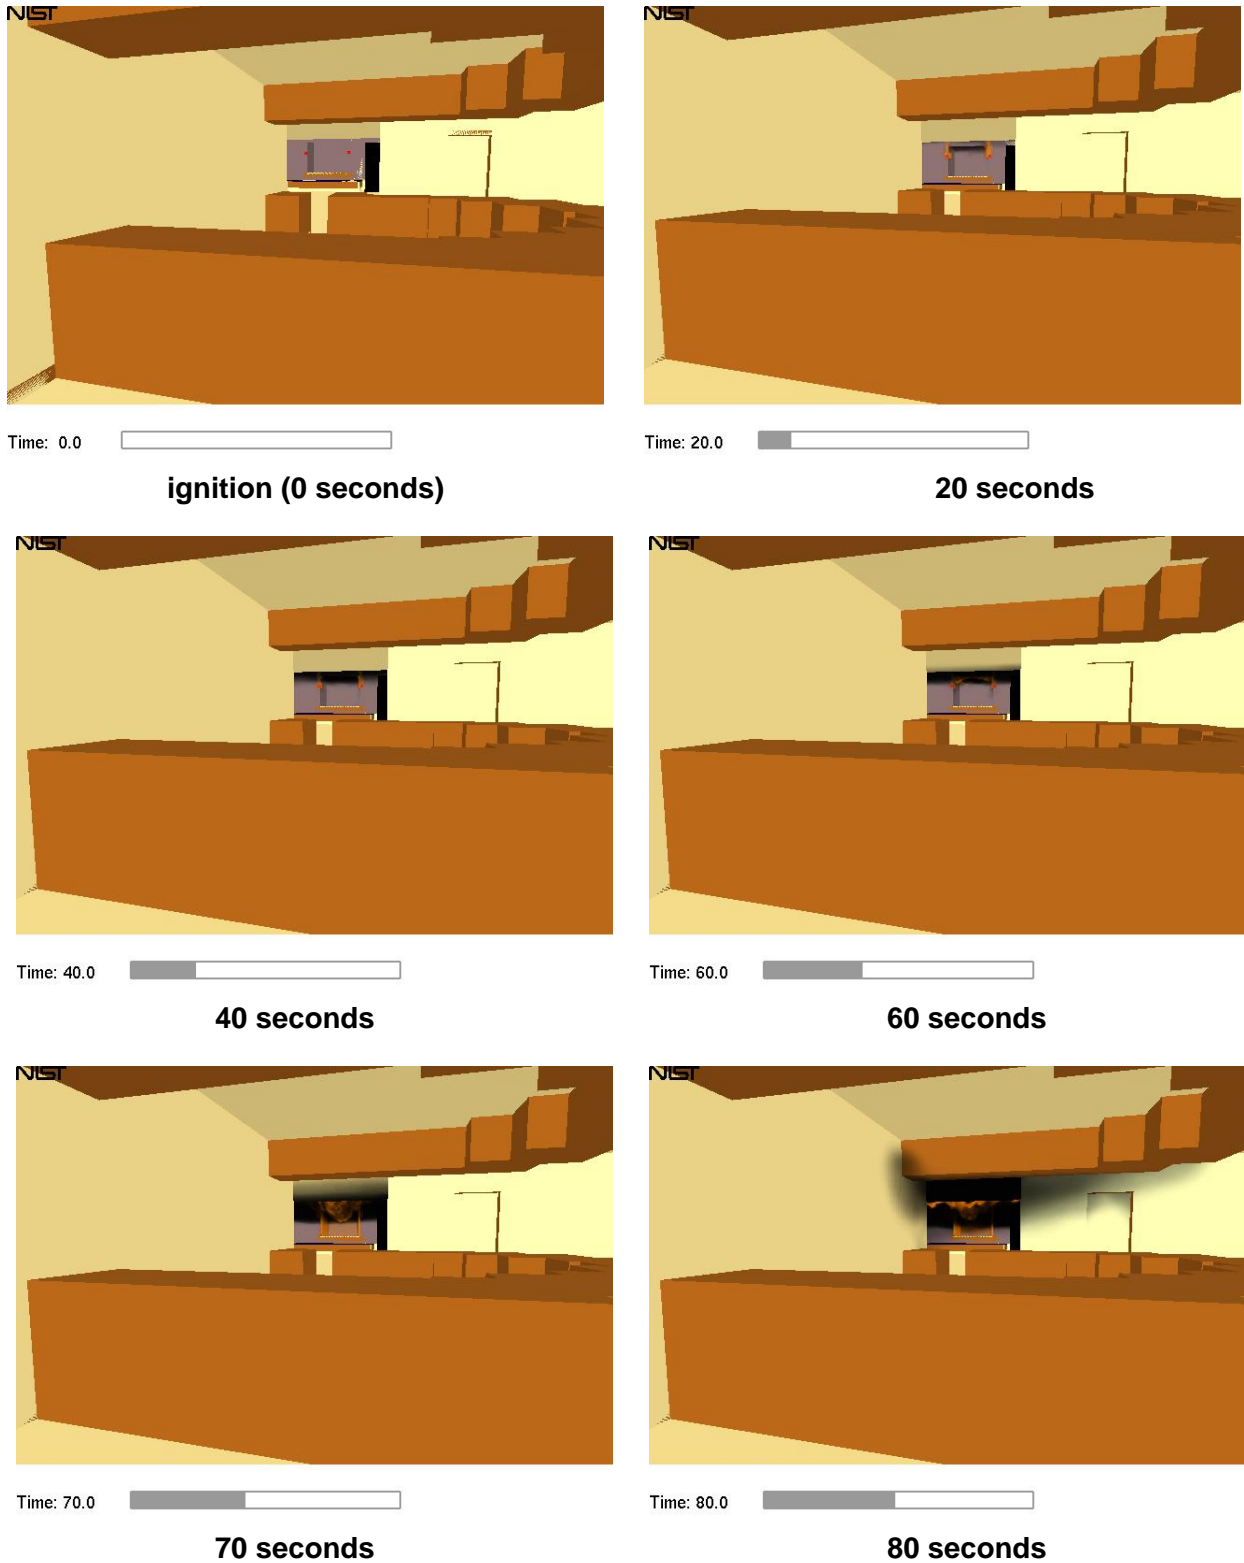 NIST
NIST
Time: 0.0
Time: 20.0
ignition (0 seconds)
20 seconds
NIST
NIST
Time: 40.0
Time: 60.0
40 seconds
60 seconds
NIST
NIST
Time: 70.0
Time: 80.0
70 seconds
80 seconds